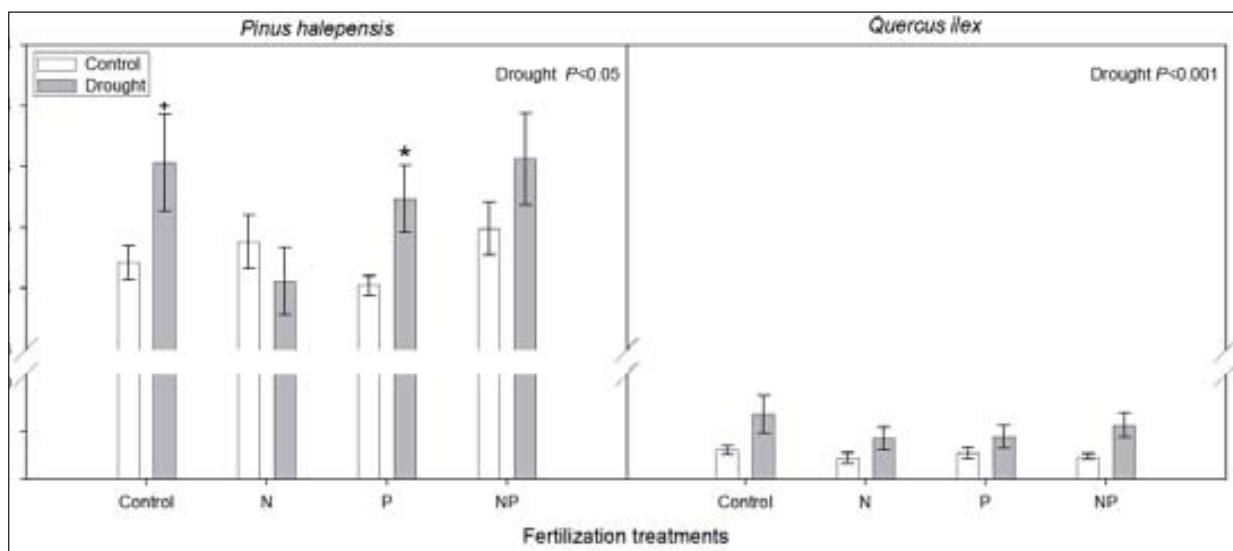 Pinus halepensis
Quercus ilex
Control
Drought
Drought P<0.05
Drought P<0.001
+
*
Control N P NP
Control N P NP
Fertilization treatments